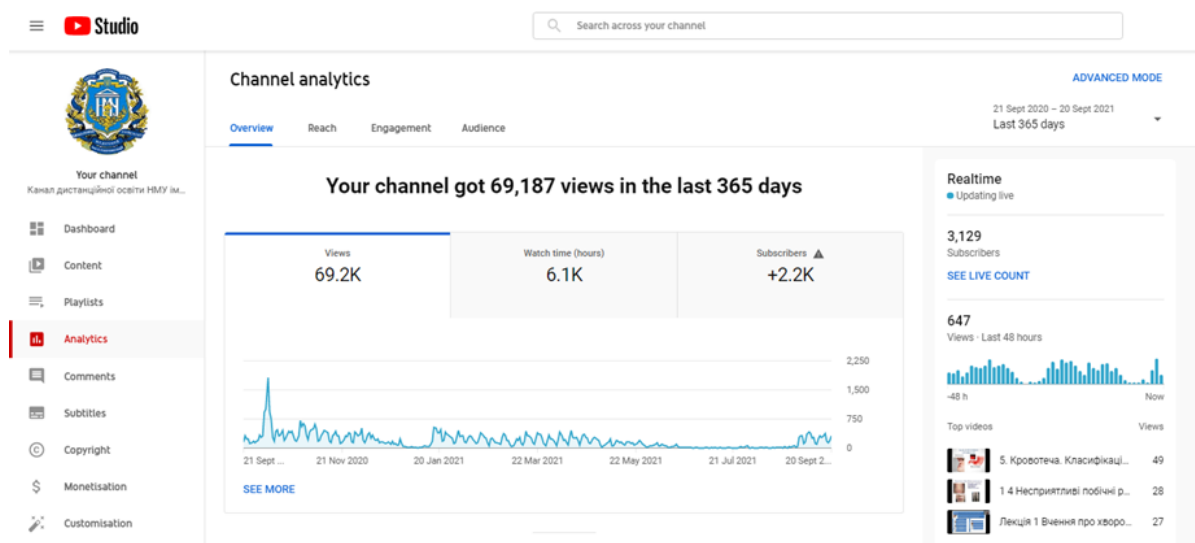 Studio
Search across your channel
Your channel
Канал дистанційної освіти НМУ ім...
Dashboard
Content
Playlists
Analytics
Comments
Subtitles
Copyright
Monetisation
Customisation
Channel analytics
ADVANCED MODE
21 Sept 2020 – 20 Sept 2021
Last 365 days
Overview Reach Engagement Audience
Your channel got 69,187 views in the last 365 days
Views
69.2K
Watch time (hours)
6.1K
Subscribers
+2.2K
2,250
1,500
750
0
21 Sept ... 21 Nov 2020 20 Jan 2021 22 Mar 2021 22 May 2021 21 Jul 2021 20 Sept 2...
SEE MORE
Realtime
Updating live
3,129
Subscribers
SEE LIVE COUNT
647
Views · Last 48 hours
-48 h Now
Top videos Views
5. Кровотеча. Класифікаці... 49
1 4 Несприятливі побічні р... 28
Лекція 1 Вчення про хворо... 27